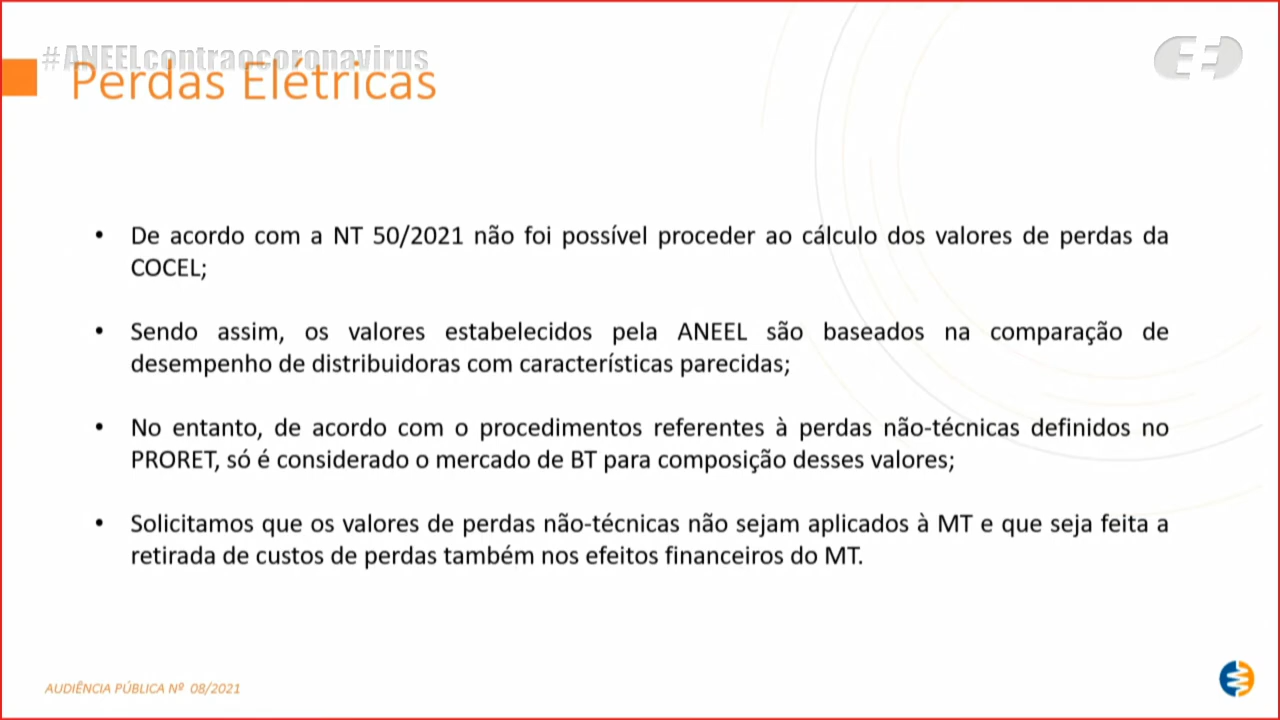 #ANEELcontraocoronavirus
Perdas Elétricas
• De acordo com a NT 50/2021 não foi possível proceder ao cálculo dos valores de perdas da
COCEL;
• Sendo assim, os valores estabelecidos pela ANEEL são baseados na comparação de
desempenho de distribuidoras com características parecidas;
• No entanto, de acordo com o procedimentos referentes à perdas não-técnicas definidos no
PRORET, só é considerado o mercado de BT para composição desses valores;
• Solicitamos que os valores de perdas não-técnicas não sejam aplicados à MT e que seja feita a
retirada de custos de perdas também nos efeitos financeiros do MT.
AUDIÊNCIA PÚBLICA Nº 08/2021